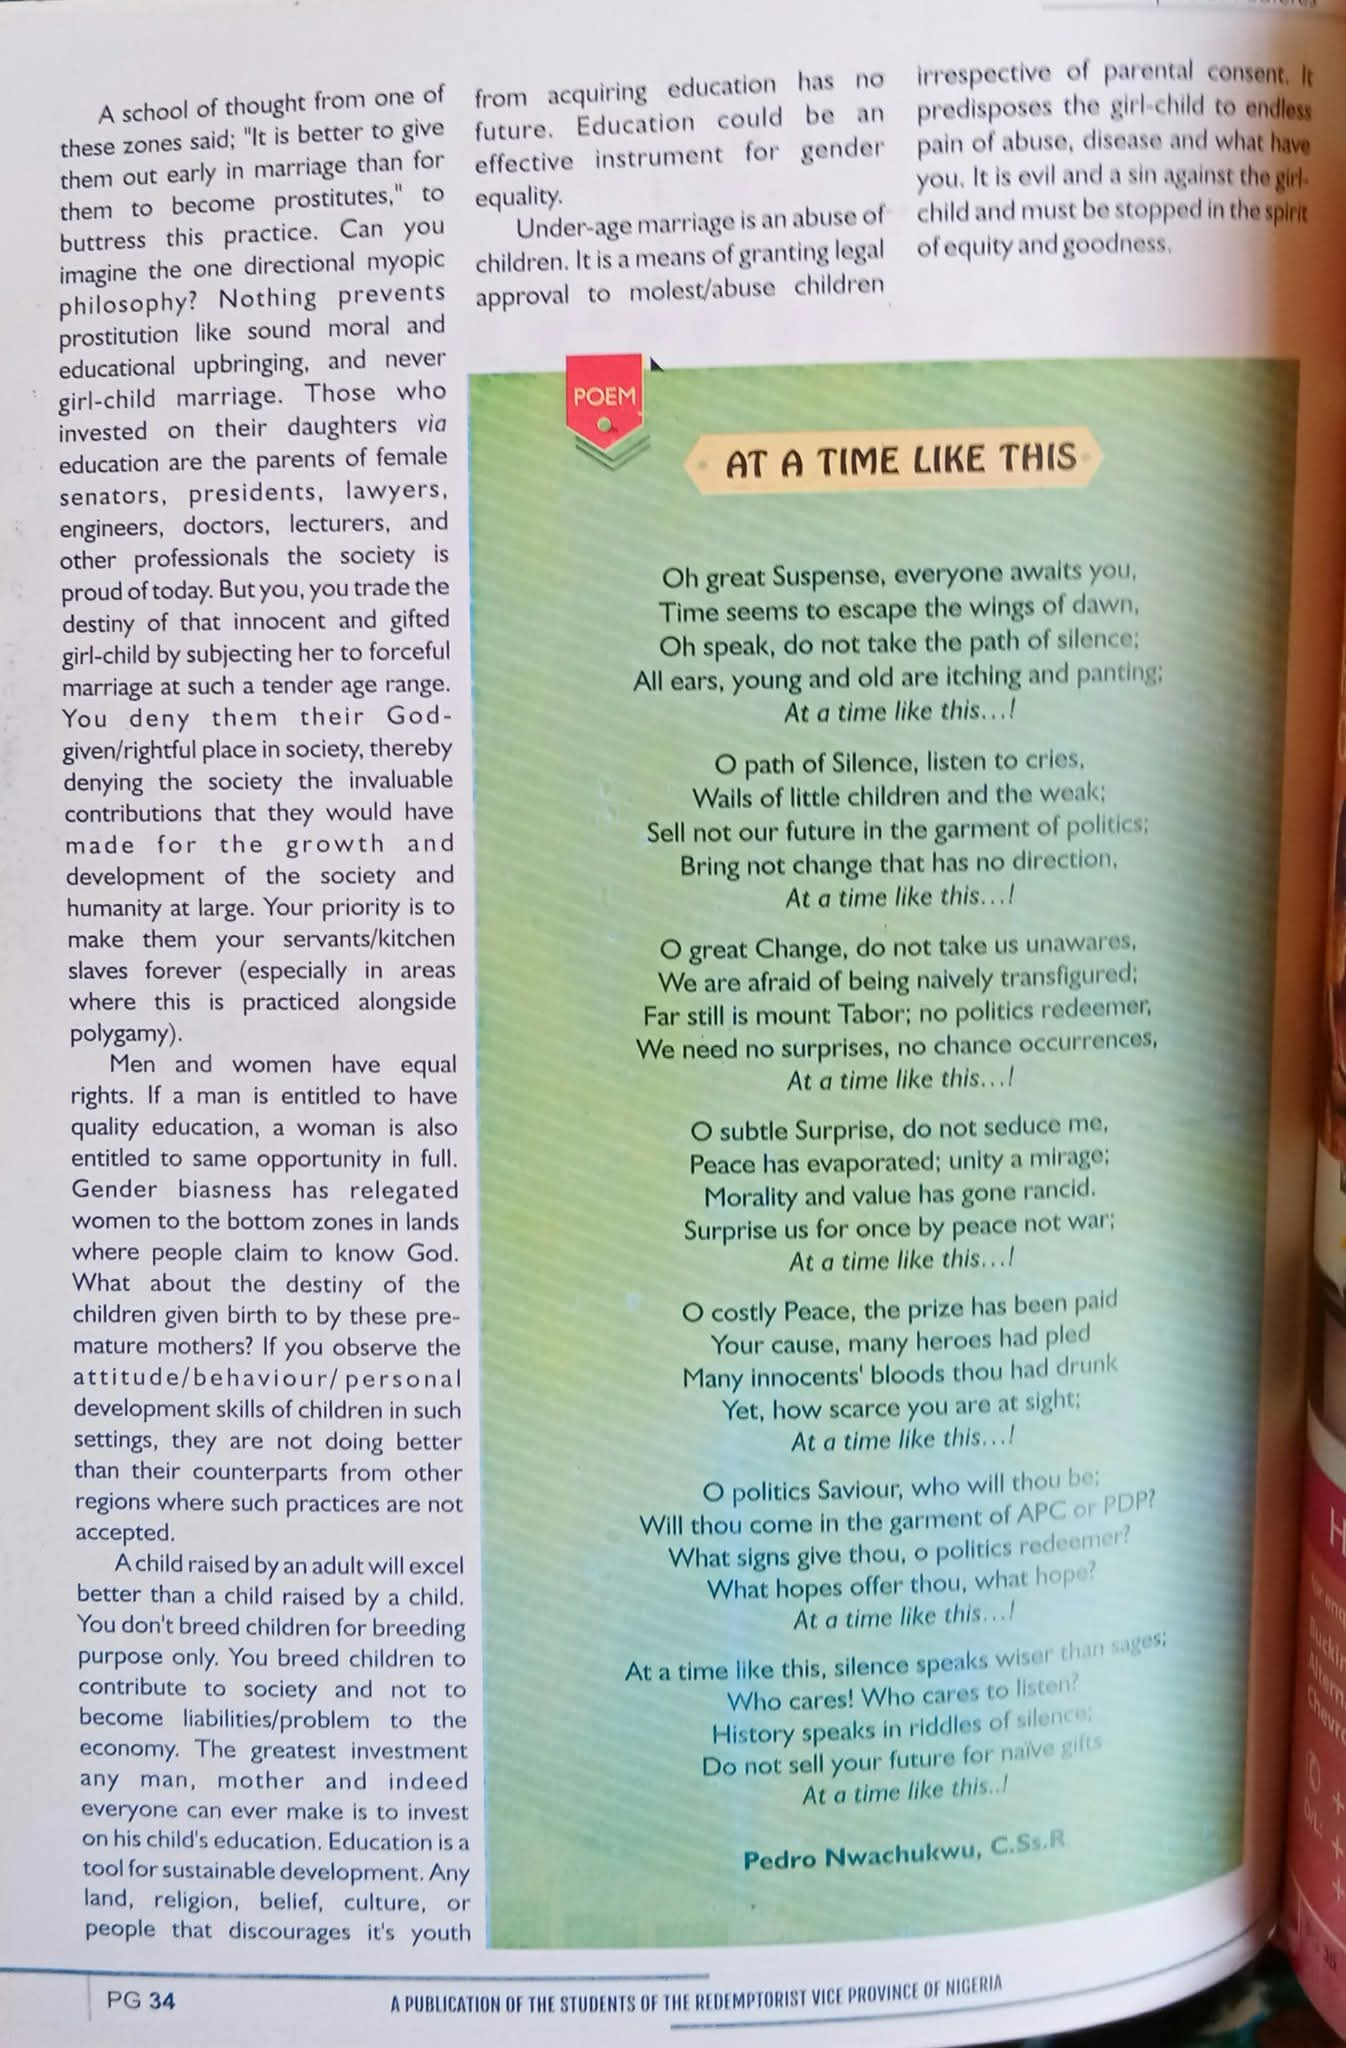 A school of thought from one of
these zones said; "It is better to give
them out early in marriage than for
them to become prostitutes," to
buttress this practice. Can you
imagine the one directional myopic
philosophy? Nothing prevents
prostitution like sound moral and
educational upbringing, and never
girl-child marriage. Those who
invested on their daughters via
education are the parents of female
senators, presidents, lawyers,
engineers, doctors, lecturers, and
other professionals the society is
proud of today. But you, you trade the
destiny of that innocent and gifted
girl-child by subjecting her to forceful
marriage at such a tender age range.
You deny them their God-
given/rightful place in society, thereby
denying the society the invaluable
contributions that they would have
made for the growth and
development of the society and
humanity at large. Your priority is to
make them your servants/kitchen
slaves forever (especially in areas
where this is practiced alongside
polygamy).
Men and women have equal
rights. If a man is entitled to have
quality education, a woman is also
entitled to same opportunity in full.
Gender biasness has relegated
women to the bottom zones in lands
where people claim to know God.
What about the destiny of the
children given birth to by these pre-
mature mothers? If you observe the
attitude/behaviour/ personal
development skills of children in such
settings, they are not doing better
than their counterparts from other
regions where such practices are not
accepted.
A child raised by an adult will excel
better than a child raised by a child.
You don't breed children for breeding
purpose only. You breed children to
contribute to society and not to
become liabilities/problem to the
economy. The greatest investment
any man, mother and indeed
everyone can ever make is to invest
on his child's education. Education is a
tool for sustainable development. Any
land, religion, belief, culture, or
people that discourages it's youth
from acquiring education has no
future. Education could be an
effective instrument for gender
equality.
Under-age marriage is an abuse of
children. It is a means of granting legal
approval to molest/abuse children
irrespective of parental consent. It
predisposes the girl-child to endless
pain of abuse, disease and what have
you. It is evil and a sin against the girl-
child and must be stopped in the spirit
of equity and goodness.
POEM
AT A TIME LIKE THIS
Oh great Suspense, everyone awaits you,
Time seems to escape the wings of dawn,
Oh speak, do not take the path of silence;
All ears, young and old are itching and panting;
At a time like this...!
O path of Silence, listen to cries,
Wails of little children and the weak;
Sell not our future in the garment of politics;
Bring not change that has no direction,
At a time like this...!
O great Change, do not take us unawares,
We are afraid of being naively transfigured;
Far still is mount Tabor; no politics redeemer,
We need no surprises, no chance occurrences,
At a time like this...!
O subtle Surprise, do not seduce me,
Peace has evaporated; unity a mirage;
Morality and value has gone rancid.
Surprise us for once by peace not war;
At a time like this...!
O costly Peace, the prize has been paid
Your cause, many heroes had pled
Many innocents' bloods thou had drunk
Yet, how scarce you are at sight;
At a time like this...!
O politics Saviour, who will thou be;
Will thou come in the garment of APC or PDP?
What signs give thou, o politics redeemer?
What hopes offer thou, what hope?
At a time like this...!
At a time like this, silence speaks wiser than sages;
Who cares! Who cares to listen?
History speaks in riddles of silence;
Do not sell your future for naïve gifts
At a time like this..!
Pedro Nwachukwu, C.Ss.R
PG 34
A PUBLICATION OF THE STUDENTS OF THE REDEMPTORIST VICE PROVINCE OF NIGERIA